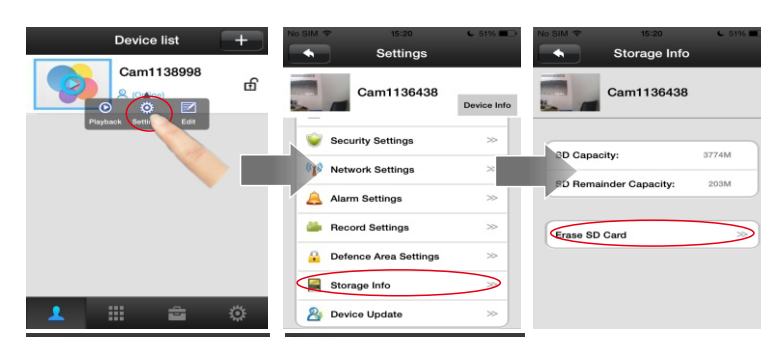 Device list
+
Cam1138998
(Online)
Playback
Edit
No SIM 15:20 51%
Settings
Cam1136438
Device Info
Security Settings
Network Settings
Alarm Settings
Record Settings
Defence Area Settings
Storage Info
Device Update
No SIM 15:20 51%
Storage Info
Cam1136438
SD Capacity: 3774M
SD Remainder Capacity: 203M
Erase SD Card